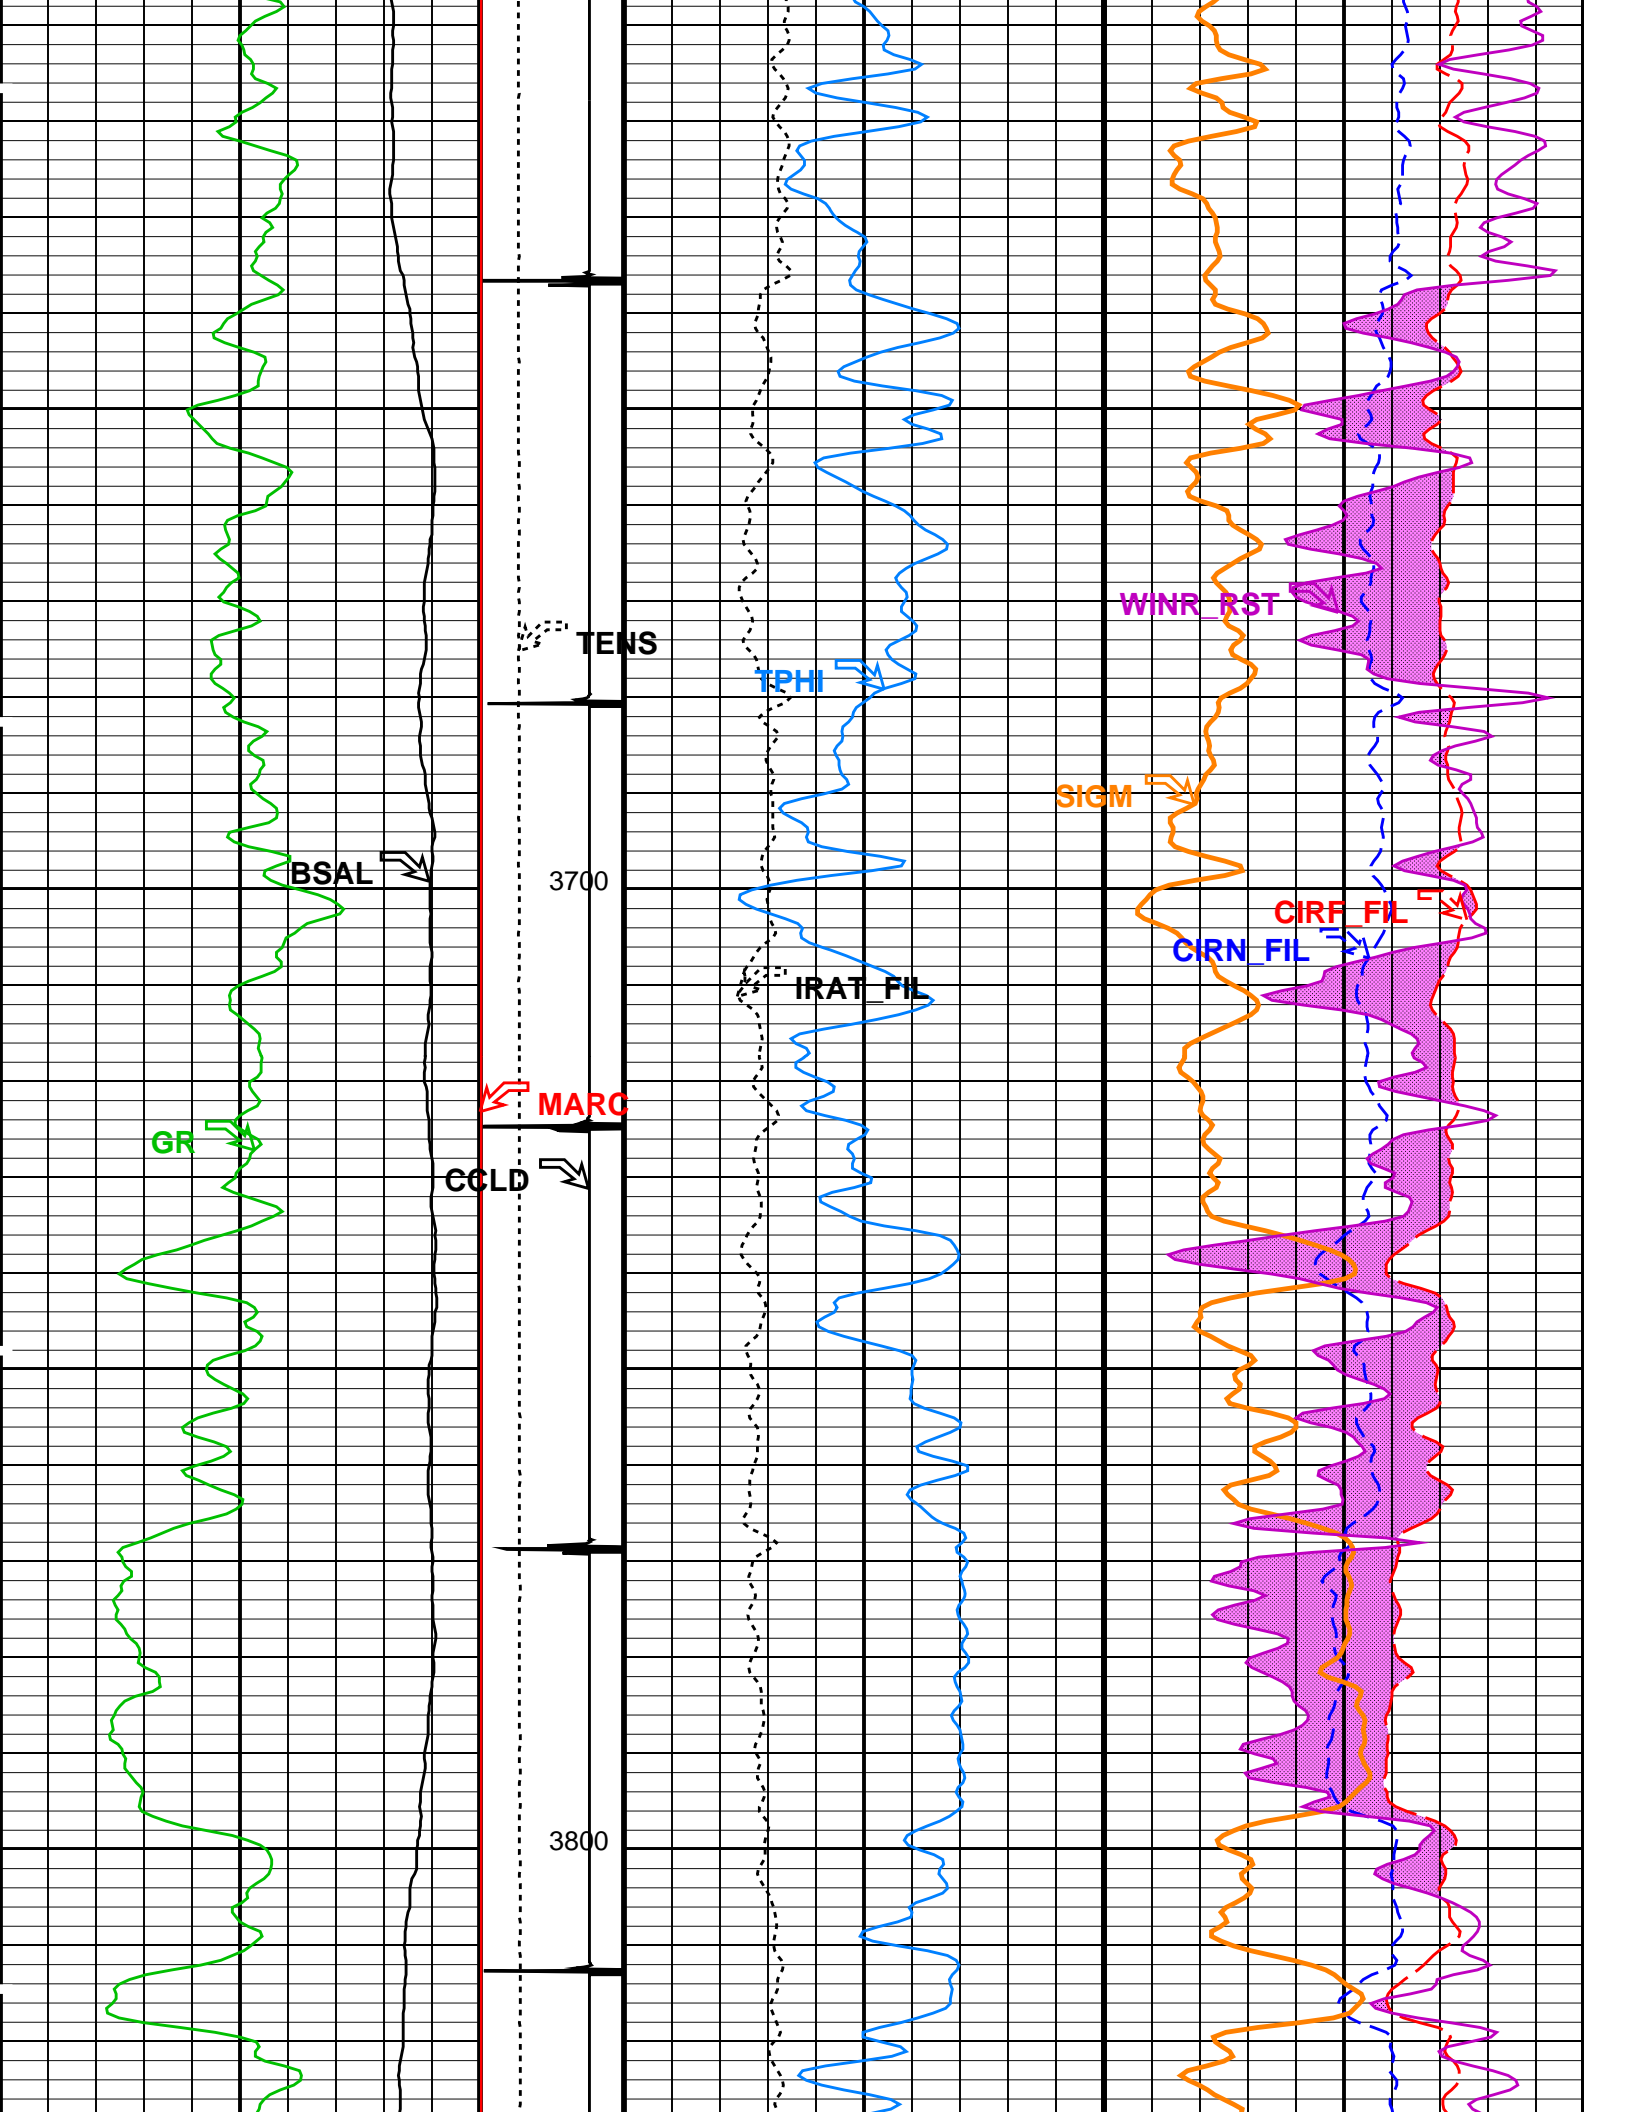 WINR_RST
TENS
TPHI
SIGM
BSAL
3700
CIRF_FIL
CIRN_FIL
IRAT_FIL
MARC
GR
CCLD
3800